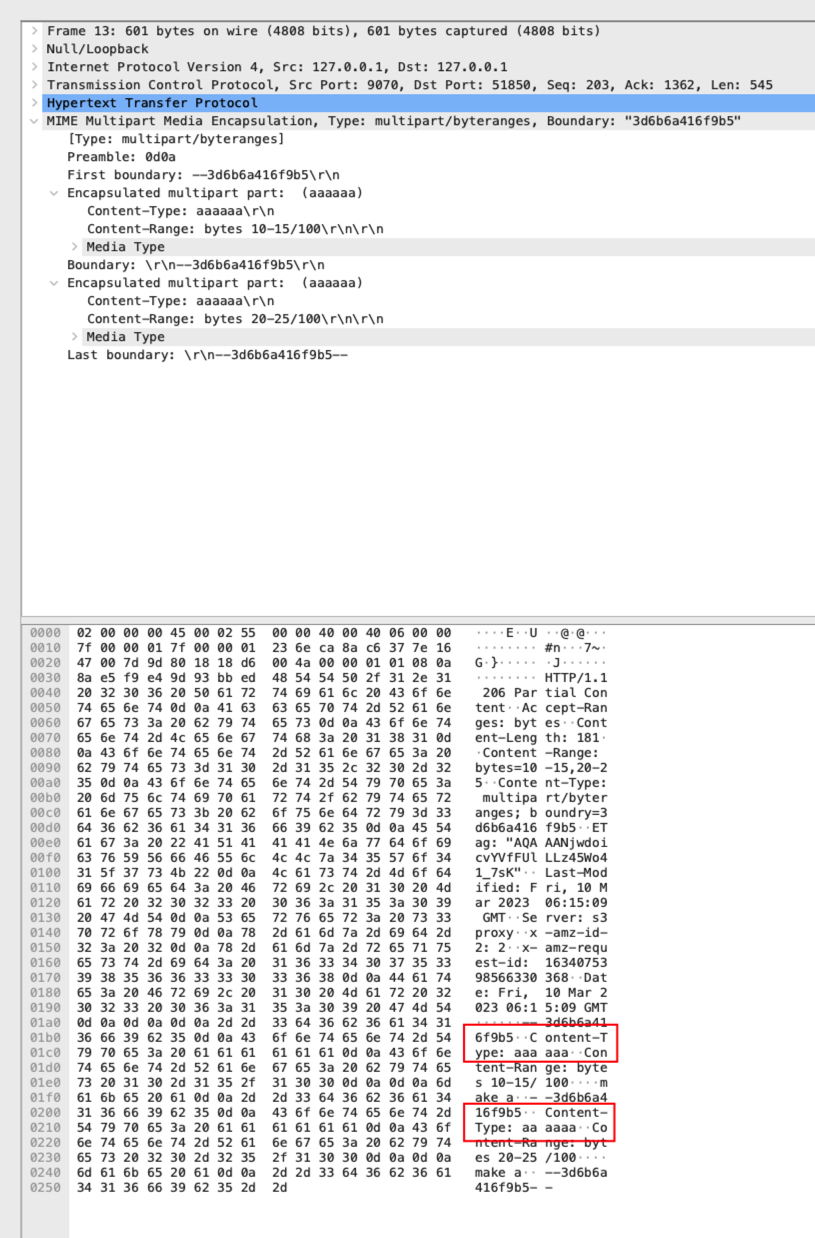 Frame 13: 601 bytes on wire (4808 bits), 601 bytes captured (4808 bits)
Null/Loopback
Internet Protocol Version 4, Src: 127.0.0.1, Dst: 127.0.0.1
Transmission Control Protocol, Src Port: 9070, Dst Port: 51850, Seq: 203, Ack: 1362, Len: 545
Hypertext Transfer Protocol
MIME Multipart Media Encapsulation, Type: multipart/byteranges, Boundary: "3d6b6a416f9b5"
[Type: multipart/byteranges]
Preamble: 0d0a
First boundary: --3d6b6a416f9b5\r\n
Encapsulated multipart part:  (aaaaaa)
Content-Type: aaaaaa\r\n
Content-Range: bytes 10-15/100\r\n\r\n
Media Type
Boundary: \r\n--3d6b6a416f9b5\r\n
Encapsulated multipart part:  (aaaaaa)
Content-Type: aaaaaa\r\n
Content-Range: bytes 20-25/100\r\n\r\n
Media Type
Last boundary: \r\n--3d6b6a416f9b5--
0000 02 00 00 00 45 00 02 55 00 00 40 00 40 06 00 00 ····E··U ··@·@···
0010 7f 00 00 01 7f 00 00 01 23 6e ca 8a c6 37 7e 16 ········ #n···7~·
0020 47 00 7d 9d 80 18 18 d6 00 4a 00 00 01 01 08 0a G·}····· ·J······
0030 8a e5 f9 e4 9d 93 bb ed 48 54 54 50 2f 31 2e 31 ········ HTTP/1.1
0040 20 32 30 36 20 50 61 72 74 69 61 6c 20 43 6f 6e 206 Par tial Con
0050 74 65 6e 74 0d 0a 41 63 63 65 70 74 2d 52 61 6e tent··Ac cept-Ran
0060 67 65 73 3a 20 62 79 74 65 73 0d 0a 43 6f 6e 74 ges: byt es··Cont
0070 65 6e 74 2d 4c 65 6e 67 74 68 3a 20 31 38 31 0d ent-Leng th: 181·
0080 0a 43 6f 6e 74 65 6e 74 2d 52 61 6e 67 65 3a 20 ·Content -Range:
0090 62 79 74 65 73 3d 31 30 2d 31 35 2c 32 30 2d 32 bytes=10 -15,20-2
00a0 35 0d 0a 43 6f 6e 74 65 6e 74 2d 54 79 70 65 3a 5··Conte nt-Type:
00b0 20 6d 75 6c 74 69 70 61 72 74 2f 62 79 74 65 72 multipa rt/byter
00c0 61 6e 67 65 73 3b 20 62 6f 75 6e 64 72 79 3d 33 anges; b oundry=3
00d0 64 36 62 36 61 34 31 36 66 39 62 35 0d 0a 45 54 d6b6a416 f9b5··ET
00e0 61 67 3a 20 22 41 51 41 41 41 4e 6a 77 64 6f 69 ag: "AQA AANjwdoi
00f0 63 76 59 56 66 46 55 6c 4c 4c 7a 34 35 57 6f 34 cvYVfFUl LLz45Wo4
0100 31 5f 37 73 4b 22 0d 0a 4c 61 73 74 2d 4d 6f 64 1_7sK"·· Last-Mod
0110 69 66 69 65 64 3a 20 46 72 69 2c 20 31 30 20 4d ified: F ri, 10 M
0120 61 72 20 32 30 32 33 20 30 36 3a 31 35 3a 30 39 ar 2023 06:15:09
0130 20 47 4d 54 0d 0a 53 65 72 76 65 72 3a 20 73 33 GMT··Se rver: s3
0140 70 72 6f 78 79 0d 0a 78 2d 61 6d 7a 2d 69 64 2d proxy··x -amz-id-
0150 32 3a 20 32 0d 0a 78 2d 61 6d 7a 2d 72 65 71 75 2: 2··x- amz-requ
0160 65 73 74 2d 69 64 3a 20 31 36 33 34 30 37 35 33 est-id: 16340753
0170 39 38 35 36 36 33 33 30 33 36 38 0d 0a 44 61 74 98566330 368··Dat
0180 65 3a 20 46 72 69 2c 20 31 30 20 4d 61 72 20 32 e: Fri, 10 Mar 2
0190 30 32 33 20 30 36 3a 31 35 3a 30 39 20 47 4d 54 023 06:1 5:09 GMT
01a0 0d 0a 0d 0a 0d 0a 2d 2d 33 64 36 62 36 61 34 31 ······-- 3d6b6a41
01b0 36 66 39 62 35 0d 0a 43 6f 6e 74 65 6e 74 2d 54 6f9b5··C ontent-T
01c0 79 70 65 3a 20 61 61 61 61 61 61 0d 0a 43 6f 6e ype: aaa aaa··Con
01d0 74 65 6e 74 2d 52 61 6e 67 65 3a 20 62 79 74 65 tent-Ran ge: byte
01e0 73 20 31 30 2d 31 35 2f 31 30 30 0d 0a 0d 0a 6d s 10-15/ 100····m
01f0 61 6b 65 20 61 0d 0a 2d 2d 33 64 36 62 36 61 34 ake a··- -3d6b6a4
0200 31 36 66 39 62 35 0d 0a 43 6f 6e 74 65 6e 74 2d 16f9b5·· Content-
0210 54 79 70 65 3a 20 61 61 61 61 61 61 0d 0a 43 6f Type: aa aaaa··Co
0220 6e 74 65 6e 74 2d 52 61 6e 67 65 3a 20 62 79 74 ntent-Ra nge: byt
0230 65 73 20 32 30 2d 32 35 2f 31 30 30 0d 0a 0d 0a es 20-25 /100····
0240 6d 61 6b 65 20 61 0d 0a 2d 2d 33 64 36 62 36 61 make a·· --3d6b6a
0250 34 31 36 66 39 62 35 2d 2d 416f9b5- -